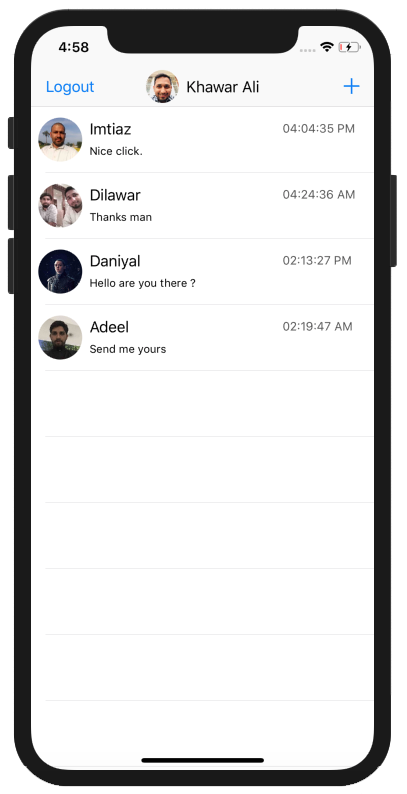 4:58
Logout
Khawar Ali
+
Imtiaz
04:04:35 PM
Nice click.
Dilawar
04:24:36 AM
Thanks man
Daniyal
02:13:27 PM
Hello are you there ?
Adeel
02:19:47 AM
Send me yours